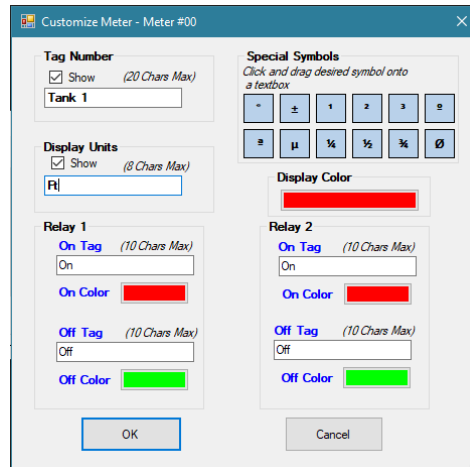 Customize Meter - Meter #00
Tag Number
Show (20 Chars Max)
Tank 1
Special Symbols
Click and drag desired symbol onto
a textbox
° ± ¹ ² ³ º
ª µ ¼ ½ ¾ Ø
Display Units
Show (8 Chars Max)
Ft
Display Color
Relay 1
On Tag (10 Chars Max)
On
On Color
Off Tag (10 Chars Max)
Off
Off Color
Relay 2
On Tag (10 Chars Max)
On
On Color
Off Tag (10 Chars Max)
Off
Off Color
OK
Cancel